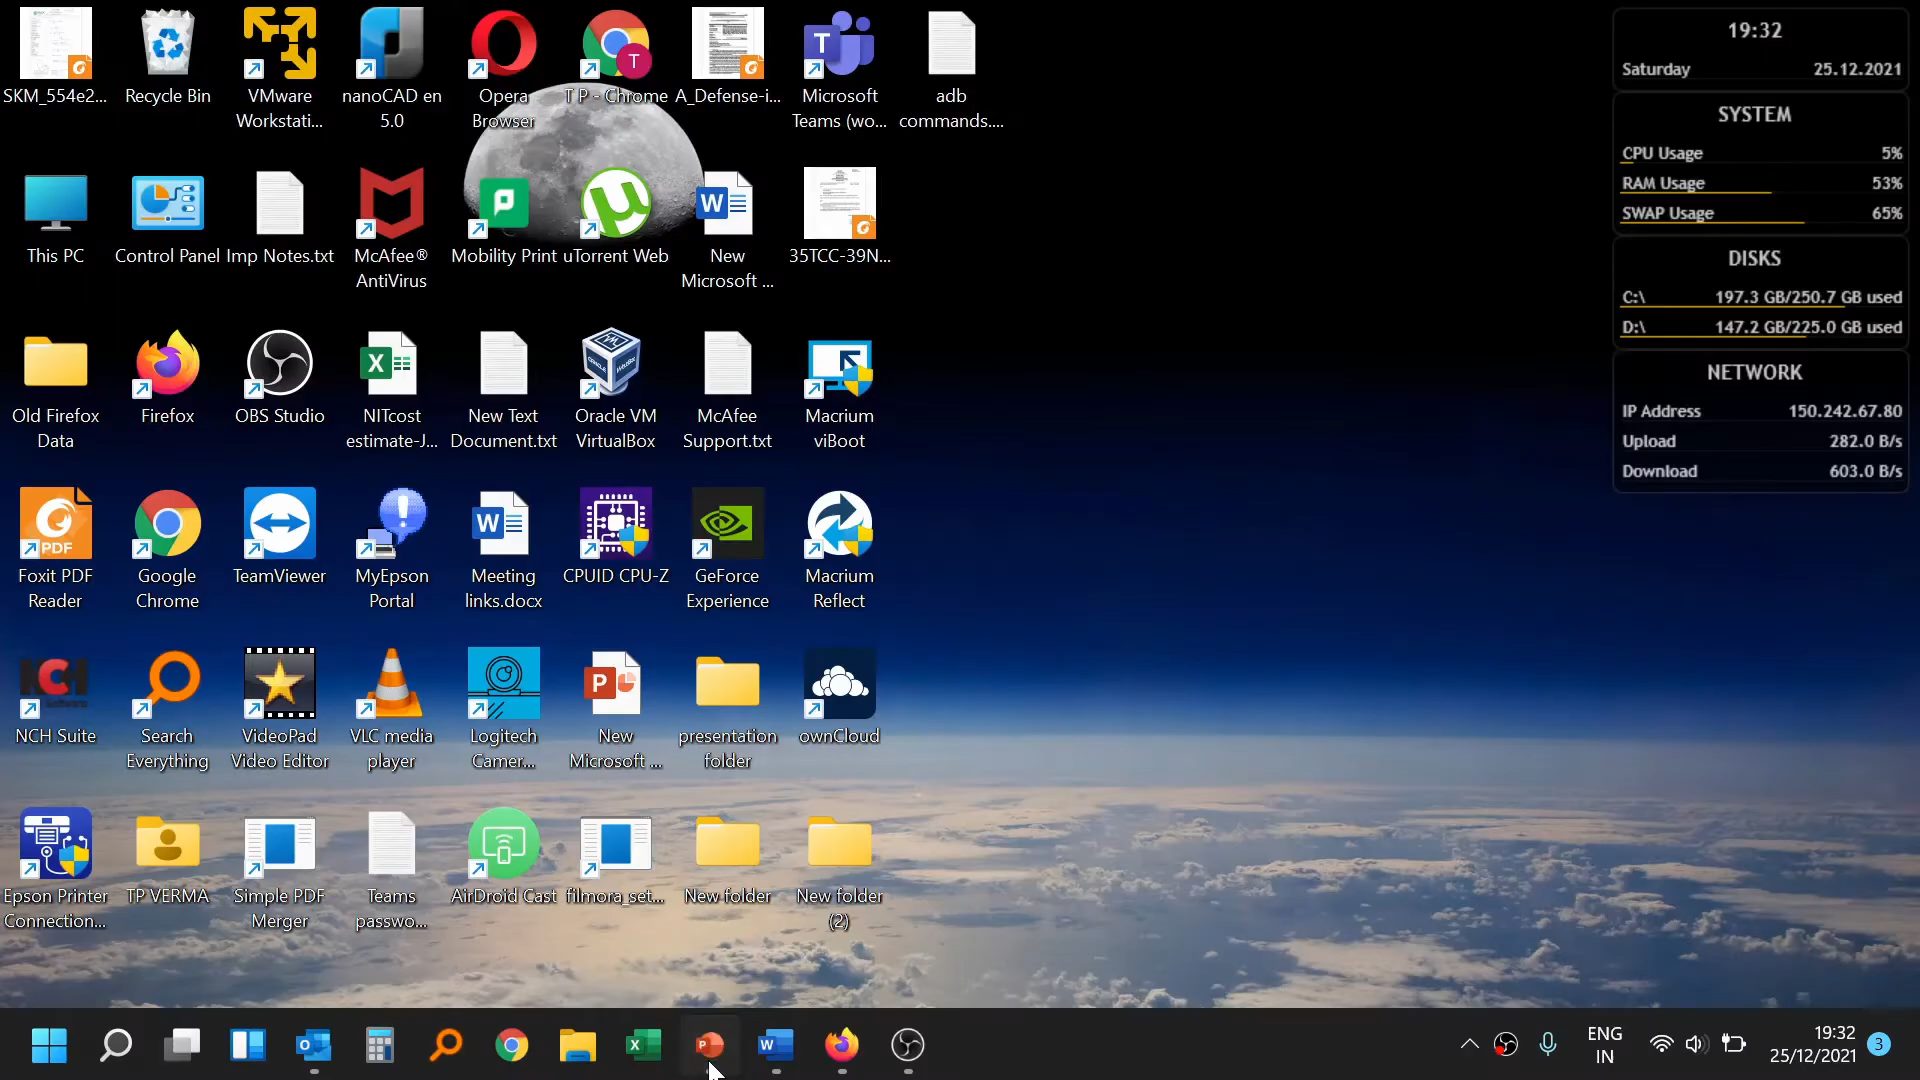 SKM_554e2...
Recycle Bin
VMware
Workstati...
nanoCAD en
5.0
Opera
Browser
T
T P - Chrome
A_Defense-i...
T
Microsoft
Teams (wo...
adb
commands....
This PC
Control Panel
Imp Notes.txt
McAfee®
AntiVirus
Mobility Print
uTorrent Web
W
New
Microsoft ...
35TCC-39N...
Old Firefox
Data
Firefox
OBS Studio
X
NITcost
estimate-J...
New Text
Document.txt
Oracle VM
VirtualBox
McAfee
Support.txt
Macrium
viBoot
PDF
Foxit PDF
Reader
Google
Chrome
TeamViewer
MyEpson
Portal
W
Meeting
links.docx
CPUID CPU-Z
GeForce
Experience
Macrium
Reflect
NCH
NCH Suite
Search
Everything
VideoPad
Video Editor
VLC media
player
Logitech
Camer...
P
New
Microsoft ...
presentation
folder
ownCloud
Epson Printer
Connection...
TP VERMA
Simple PDF
Merger
Teams
passwo...
AirDroid Cast
filmora_set...
New folder
New folder
(2)
19:32
Saturday 25.12.2021
SYSTEM
CPU Usage 5%
RAM Usage 53%
SWAP Usage 65%
DISKS
C:\ 197.3 GB/250.7 GB used
D:\ 147.2 GB/225.0 GB used
NETWORK
IP Address 150.242.67.80
Upload 282.0 B/s
Download 603.0 B/s
ENG
IN
19:32
25/12/2021
3